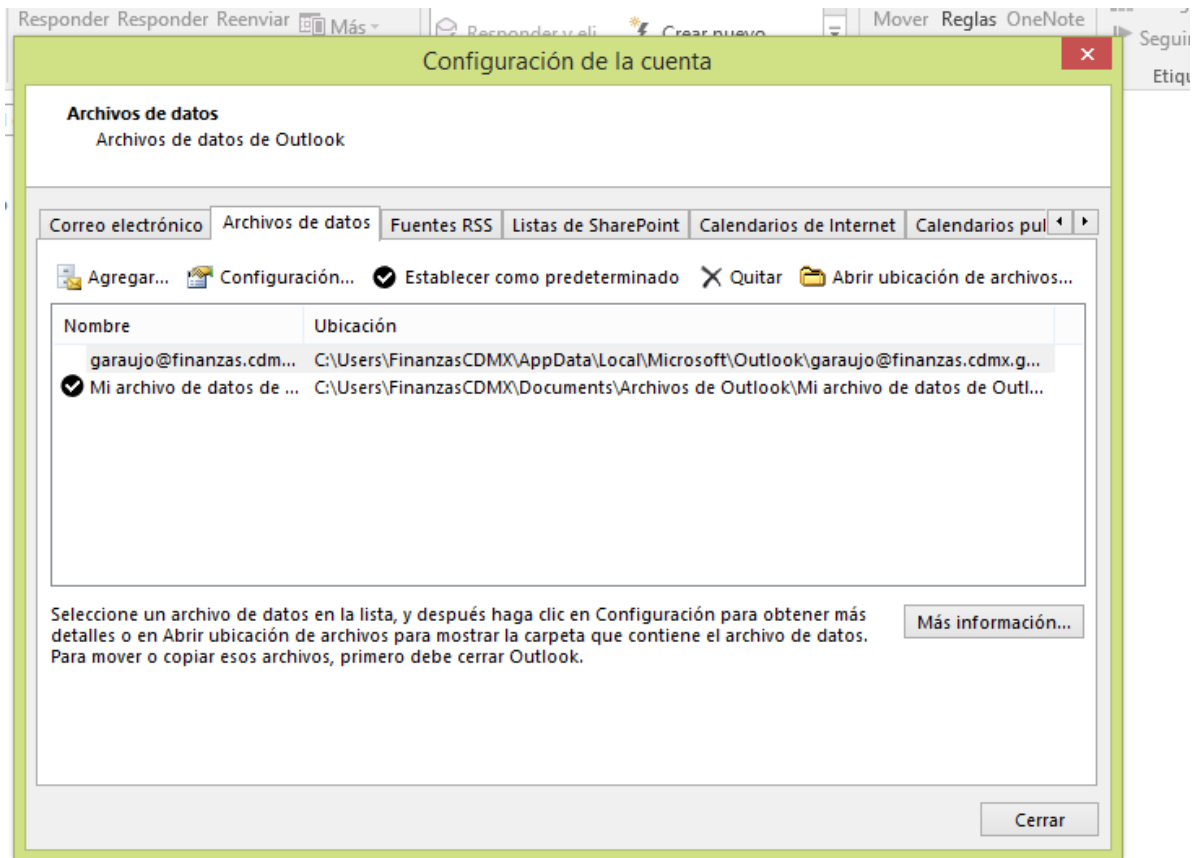 Responder Responder Reenviar Más
Responder y eli... Crear nuevo
Mover Reglas OneNote
Etiqu
Configuración de la cuenta
Archivos de datos
Archivos de datos de Outlook
Correo electrónico Archivos de datos Fuentes RSS Listas de SharePoint Calendarios de Internet Calendarios pul
Agregar... Configuración... Establecer como predeterminado Quitar Abrir ubicación de archivos...
Nombre Ubicación
garaujo@finanzas.cdm... C:\Users\FinanzasCDMX\AppData\Local\Microsoft\Outlook\garaujo@finanzas.cdmx.g...
Mi archivo de datos de ... C:\Users\FinanzasCDMX\Documents\Archivos de Outlook\Mi archivo de datos de Outl...
Seleccione un archivo de datos en la lista, y después haga clic en Configuración para obtener más
detalles o en Abrir ubicación de archivos para mostrar la carpeta que contiene el archivo de datos.
Para mover o copiar esos archivos, primero debe cerrar Outlook.
Más información...
Cerrar